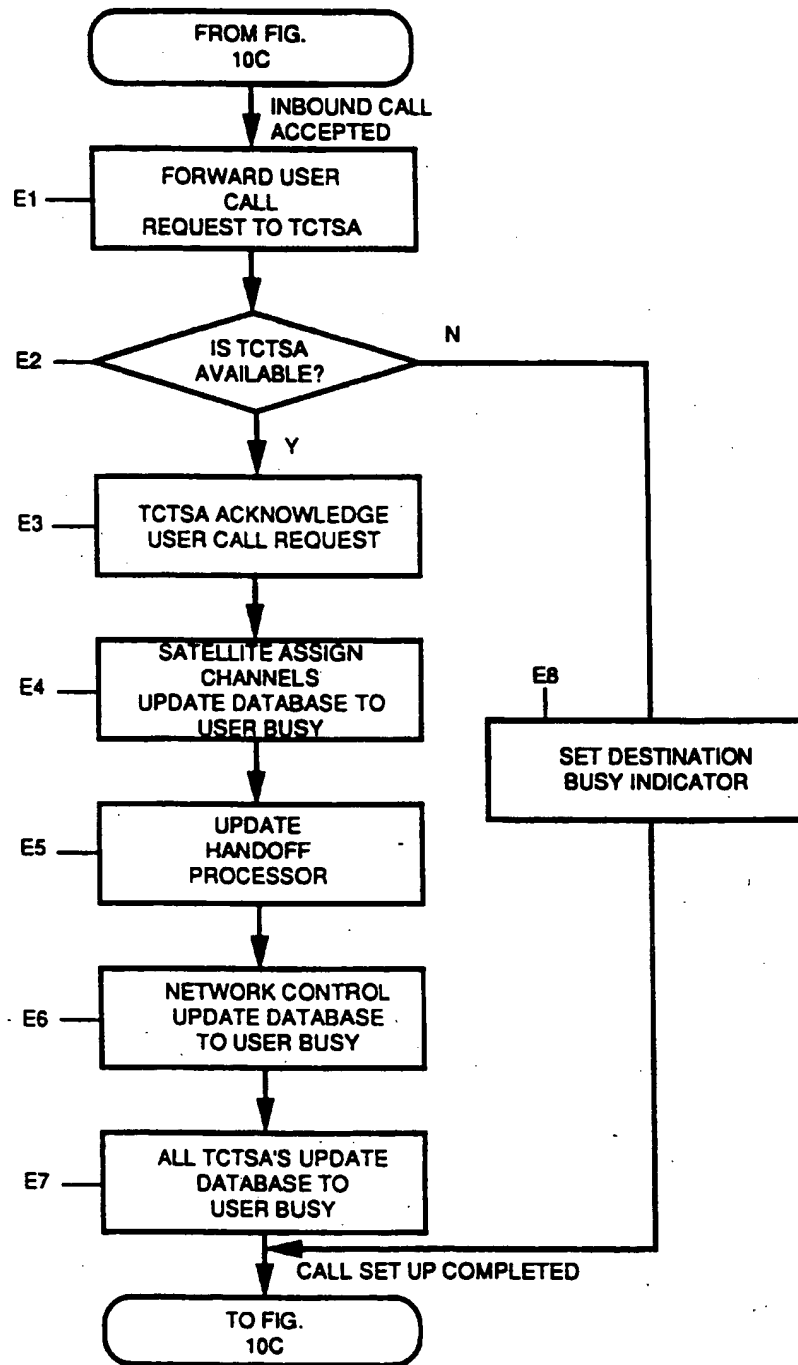 FROM FIG.
10C
INBOUND CALL
ACCEPTED
E1
FORWARD USER
CALL
REQUEST TO TCTSA
E2
IS TCTSA
AVAILABLE?
N
Y
E3
TCTSA ACKNOWLEDGE
USER CALL REQUEST
E4
SATELLITE ASSIGN
CHANNELS
UPDATE DATABASE TO
USER BUSY
E8
SET DESTINATION
BUSY INDICATOR
E5
UPDATE
HANDOFF
PROCESSOR
E6
NETWORK CONTROL
UPDATE DATABASE
TO USER BUSY
E7
ALL TCTSA'S UPDATE
DATABASE TO
USER BUSY
CALL SET UP COMPLETED
TO FIG.
10C